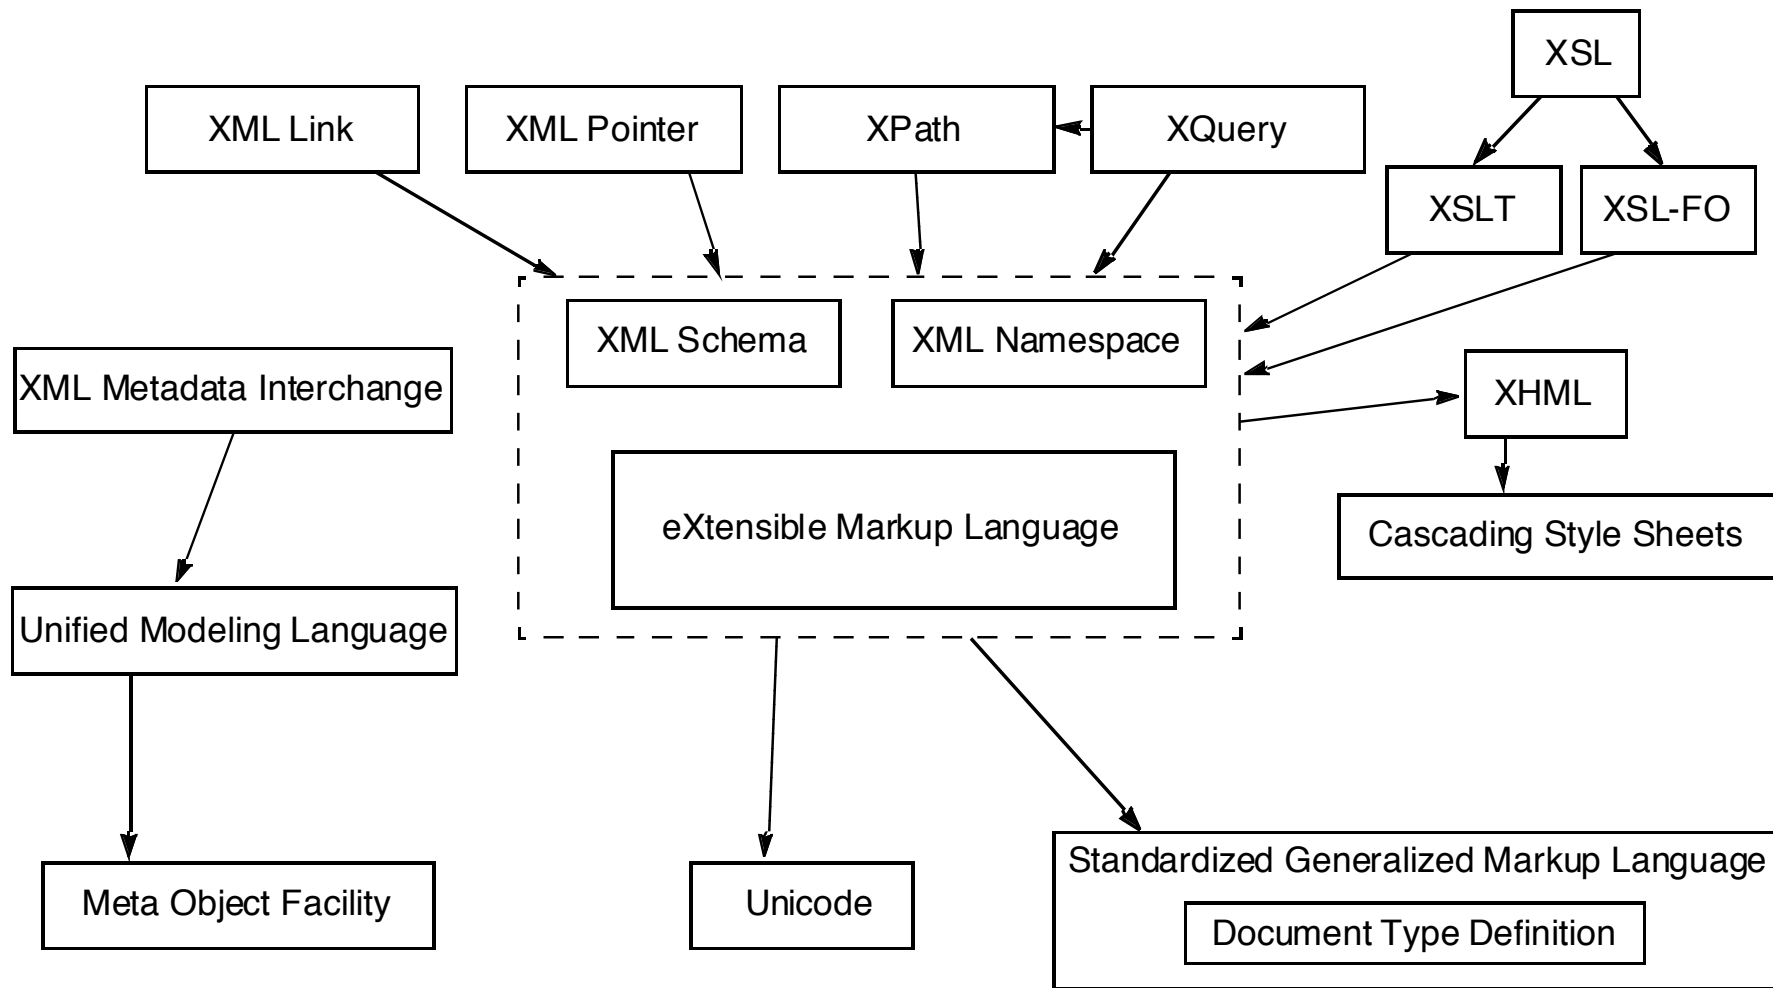 XSL
XML Link
XML Pointer
XPath
XQuery
XSLT
XSL-FO
XML Schema
XML Namespace
XML Metadata Interchange
XHML
eXtensible Markup Language
Cascading Style Sheets
Unified Modeling Language
Meta Object Facility
Unicode
Standardized Generalized Markup Language
Document Type Definition